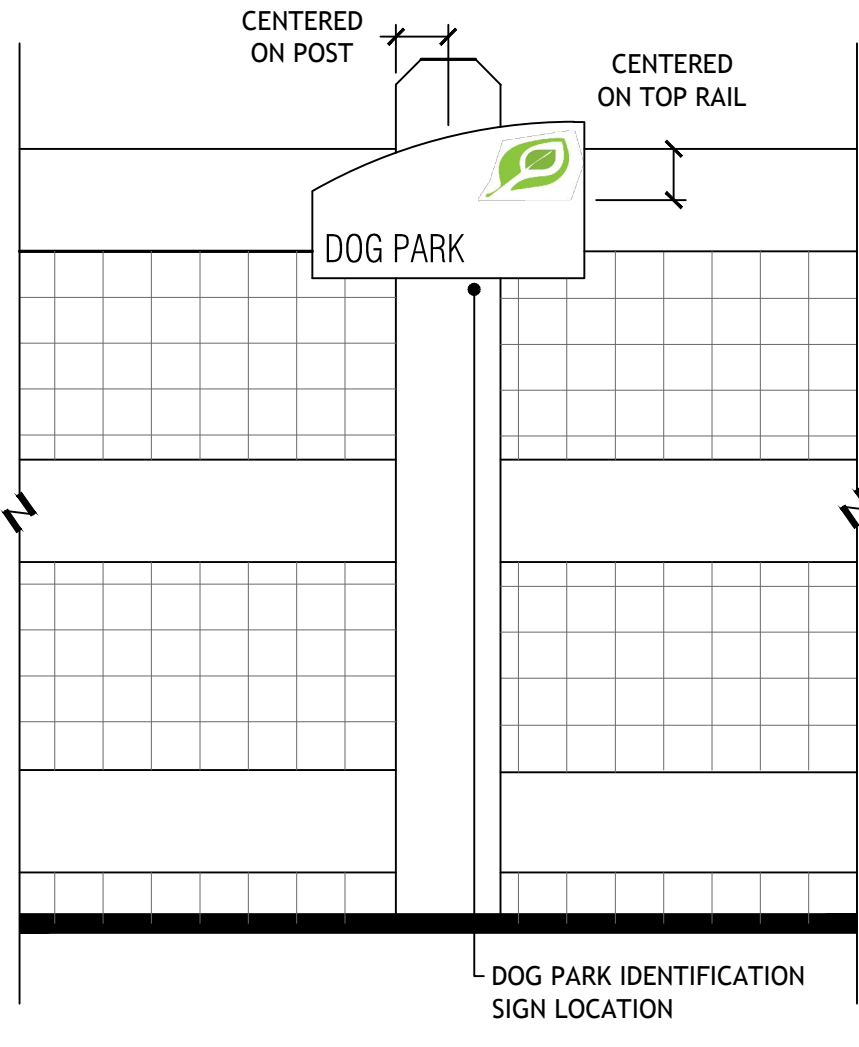 CENTERED
ON POST
CENTERED
ON TOP RAIL
DOG PARK
DOG PARK IDENTIFICATION
SIGN LOCATION